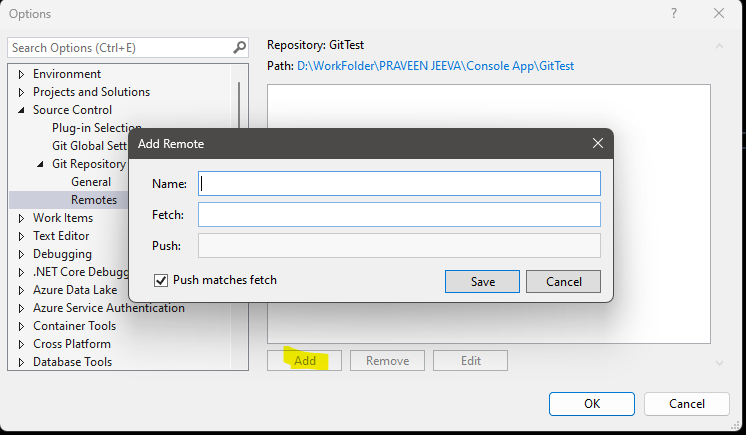 Options
?
Search Options (Ctrl+E)
Environment
Projects and Solutions
Source Control
Plug-in Selection
Git Global Sett
Git Repository
General
Remotes
Work Items
Text Editor
Debugging
.NET Core Debugg
Azure Data Lake
Azure Service Authentication
Container Tools
Cross Platform
Database Tools
Repository: GitTest
Path: D:\WorkFolder\PRAVEEN JEEVA\Console App\GitTest
Add Remote
Name:
Fetch:
Push:
Push matches fetch
Save Cancel
Add Remove Edit
OK Cancel